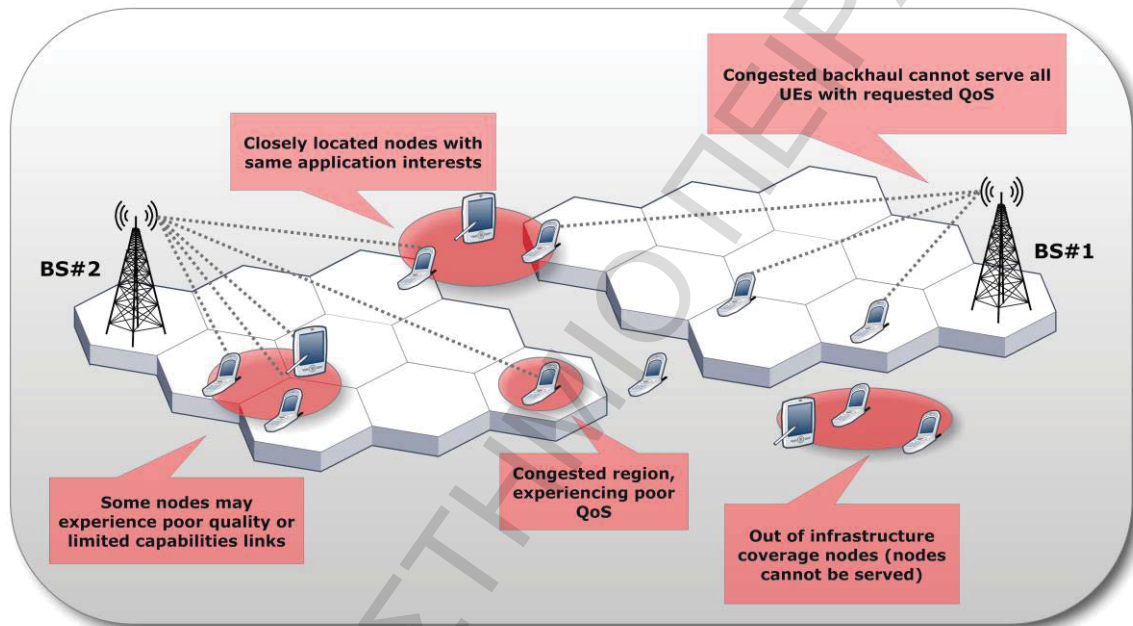 Congested backhaul cannot serve all
UEs with requested QoS
Closely located nodes with
same application interests
BS#2
BS#1
Some nodes may
experience poor quality or
limited capabilities links
Congested region,
experiencing poor
QoS
Out of infrastructure
coverage nodes (nodes
cannot be served)
ΣΤΗΜΙΟ ΠΕΙΡ